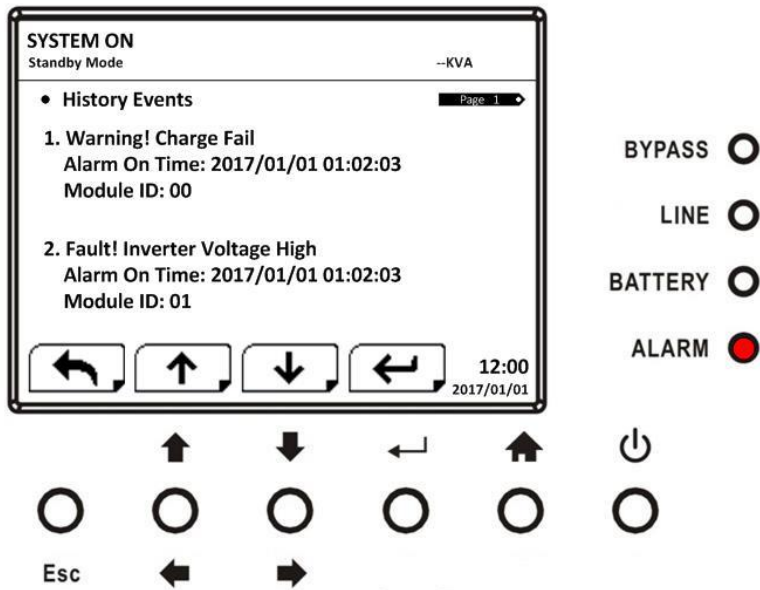 SYSTEM ON
Standby Mode --KVA
• History Events Page 1
1. Warning! Charge Fail
Alarm On Time: 2017/01/01 01:02:03
Module ID: 00
2. Fault! Inverter Voltage High
Alarm On Time: 2017/01/01 01:02:03
Module ID: 01
12:00
2017/01/01
BYPASS
LINE
BATTERY
ALARM
Esc